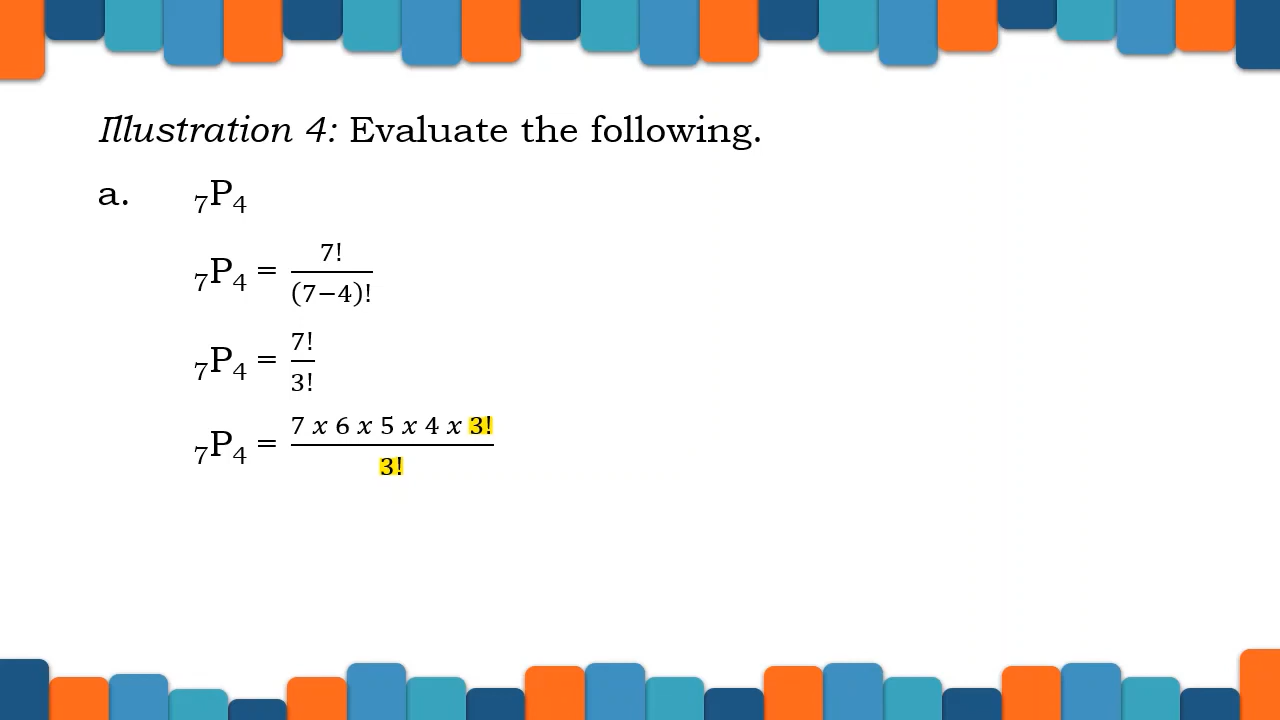 Illustration 4: Evaluate the following.
a. ₇P₄
₇P₄ = 7! / (7−4)!
₇P₄ = 7! / 3!
₇P₄ = 7 x 6 x 5 x 4 x 3! / 3!